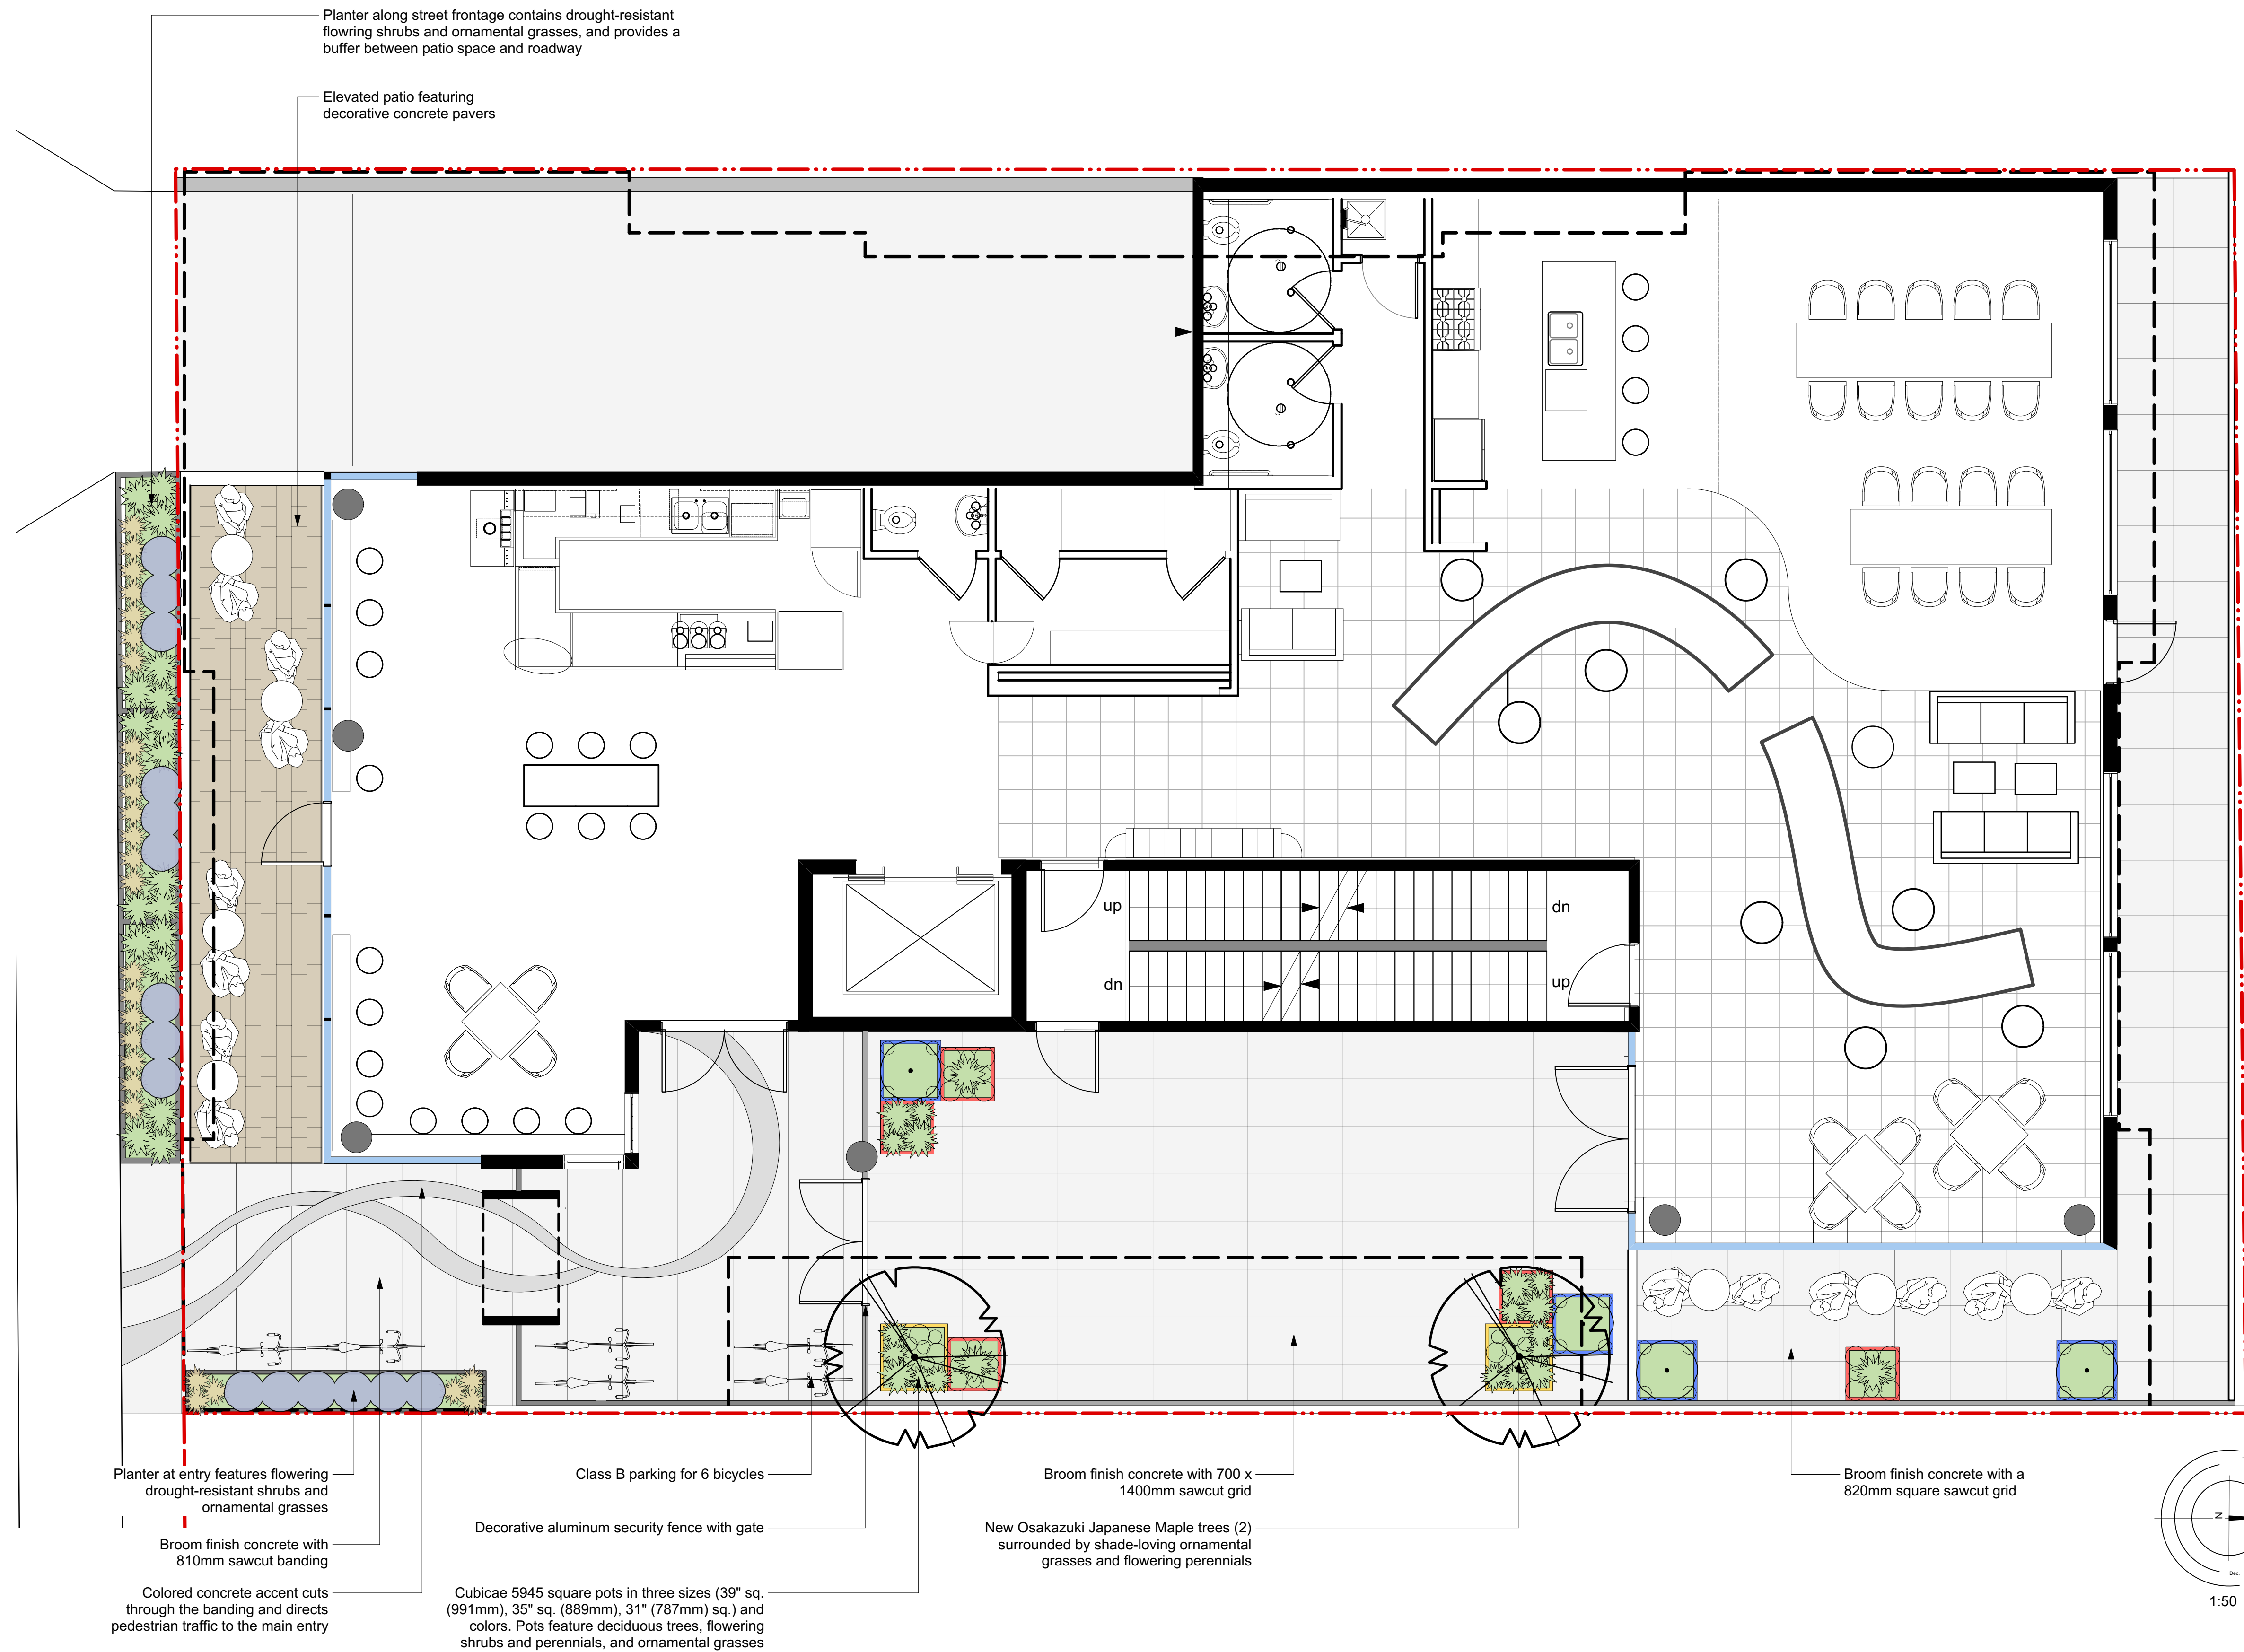 Planter along street frontage contains drought-resistant
flowring shrubs and ornamental grasses, and provides a
buffer between patio space and roadway
Elevated patio featuring
decorative concrete pavers
up
dn
dn
up
Planter at entry features flowering
drought-resistant shrubs and
ornamental grasses
Broom finish concrete with
810mm sawcut banding
Colored concrete accent cuts
through the banding and directs
pedestrian traffic to the main entry
Class B parking for 6 bicycles
Decorative aluminum security fence with gate
Cubicae 5945 square pots in three sizes (39" sq.
(991mm), 35" sq. (889mm), 31" (787mm) sq.) and
colors. Pots feature deciduous trees, flowering
shrubs and perennials, and ornamental grasses
Broom finish concrete with 700 x
1400mm sawcut grid
New Osakazuki Japanese Maple trees (2)
surrounded by shade-loving ornamental
grasses and flowering perennials
Broom finish concrete with a
820mm square sawcut grid
N
Dec.
1:50